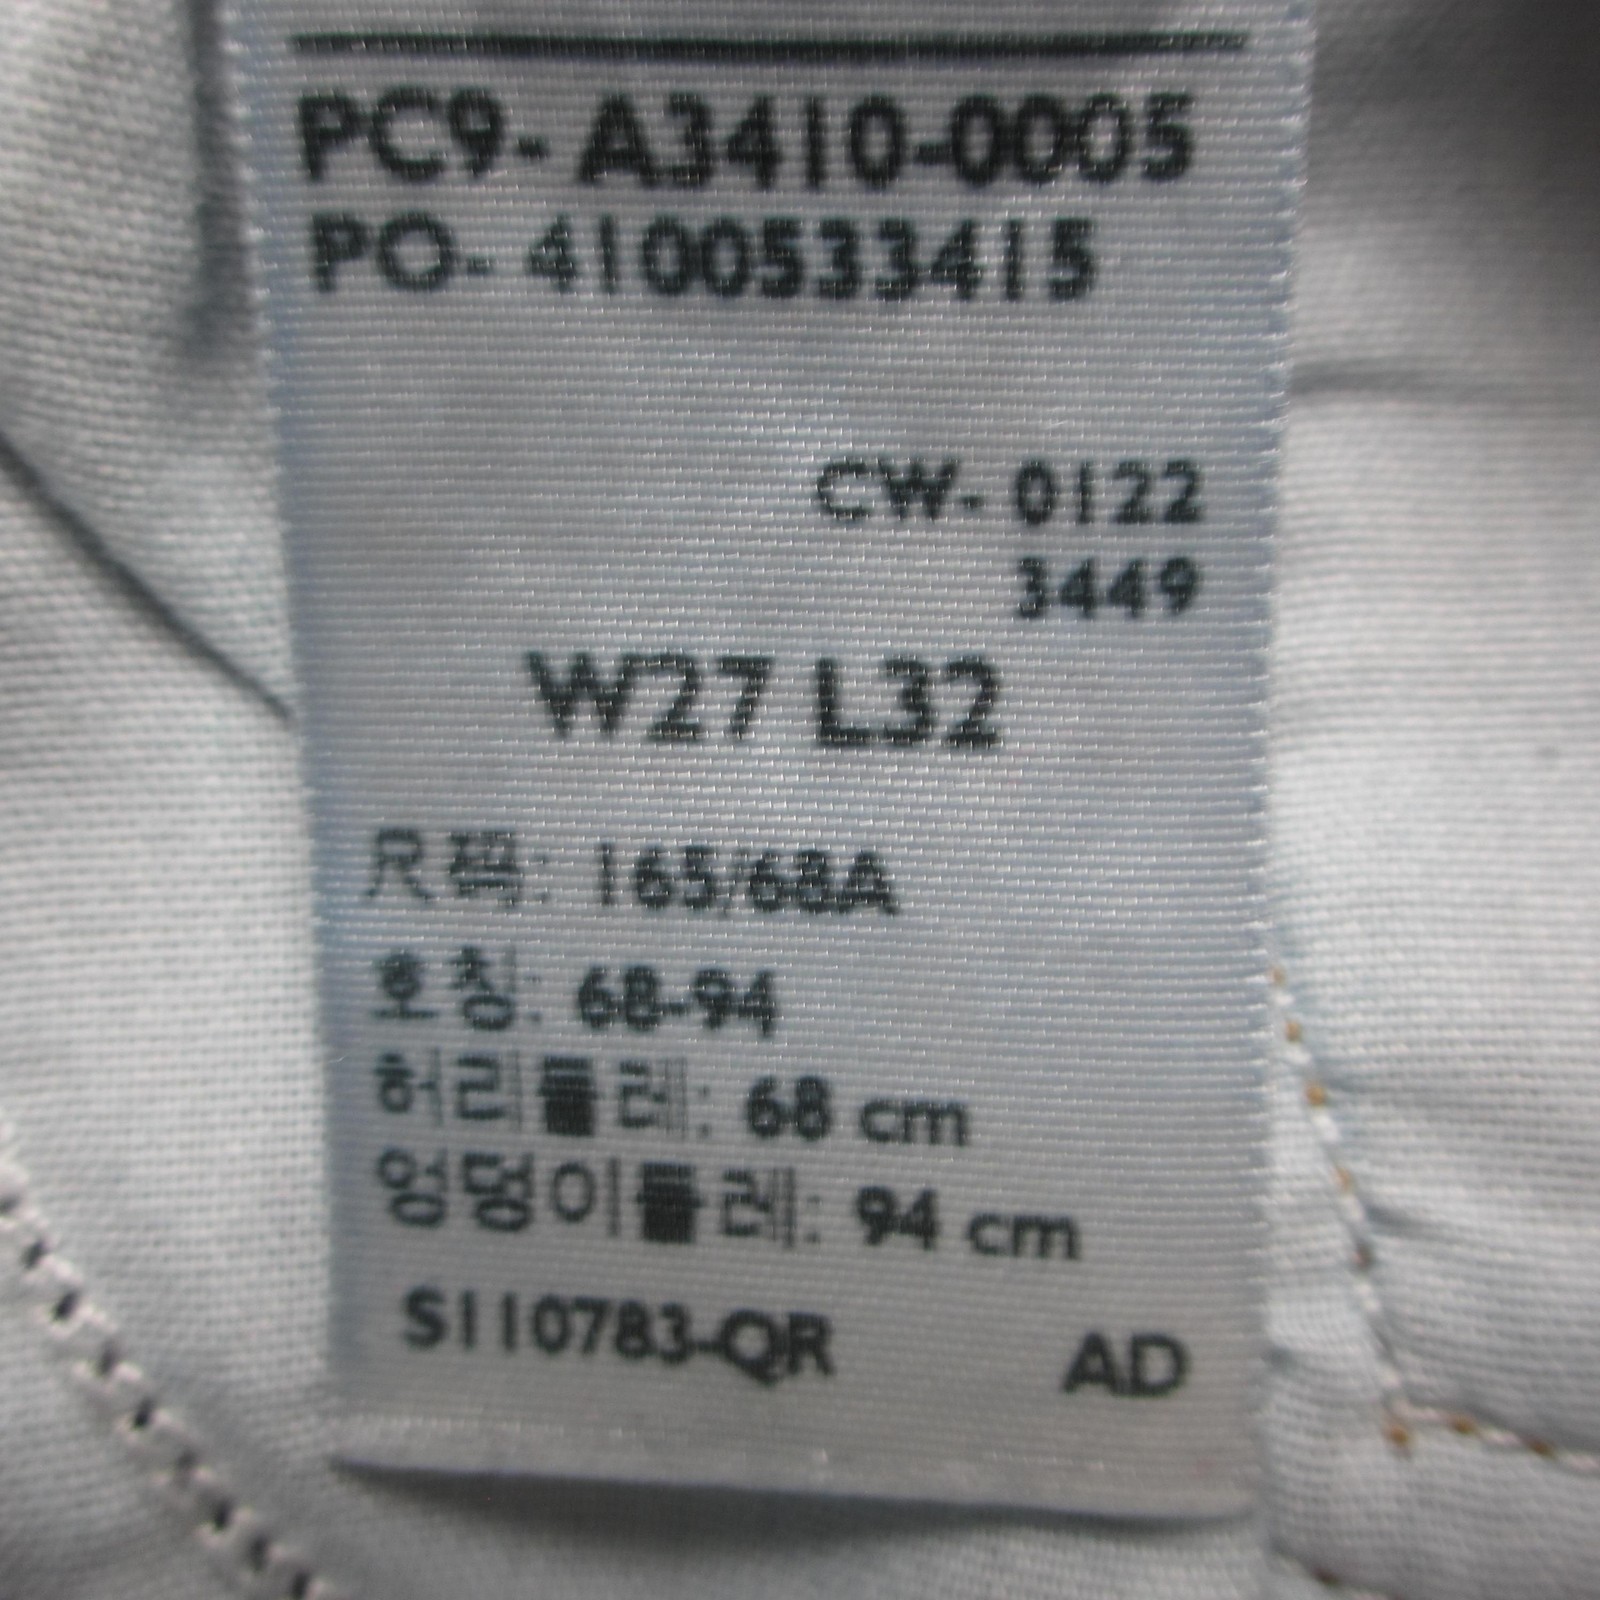 PC9- A3410-0005
PO- 4100533415
CW- 0122
3449
W27 L32
尺码: 165/68A
호칭: 68-94
허리둘레: 68 cm
엉덩이둘레: 94 cm
S110783-QR AD